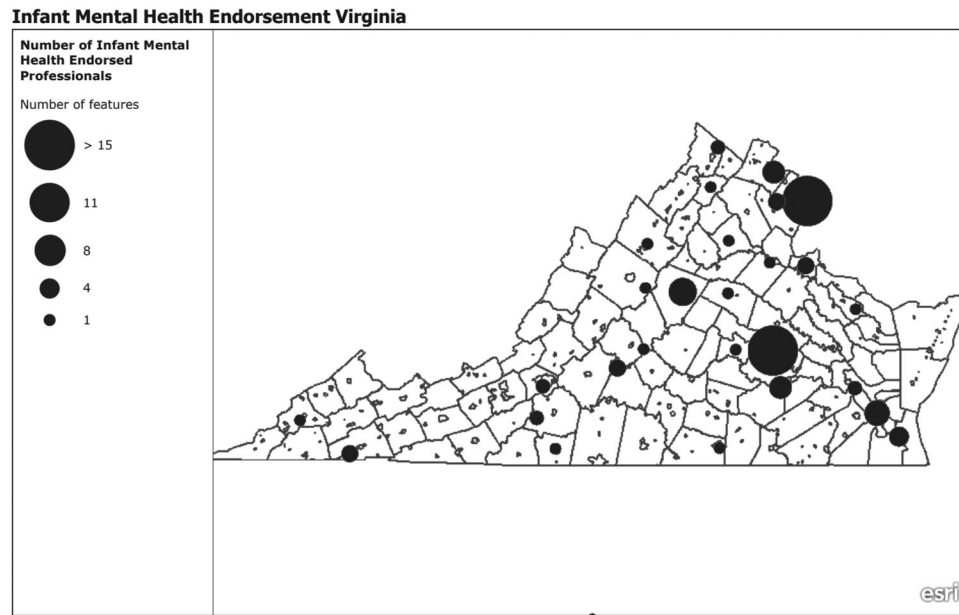 Infant Mental Health Endorsement Virginia
Number of Infant Mental
Health Endorsed
Professionals
Number of features
> 15
11
8
4
1
esri